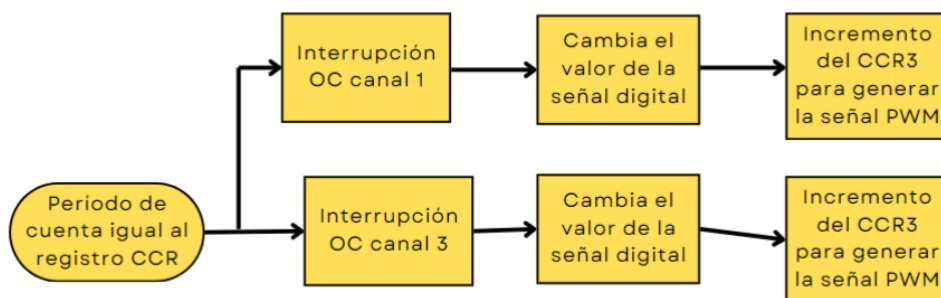 Interrupción
OC canal 1
Cambia el
valor de la
señal digital
Incremento
del CCR3
para generar
la señal PWM
Periodo de
cuenta igual al
registro CCR
Interrupción
OC canal 3
Cambia el
valor de la
señal digital
Incremento
del CCR3
para generar
la señal PWM